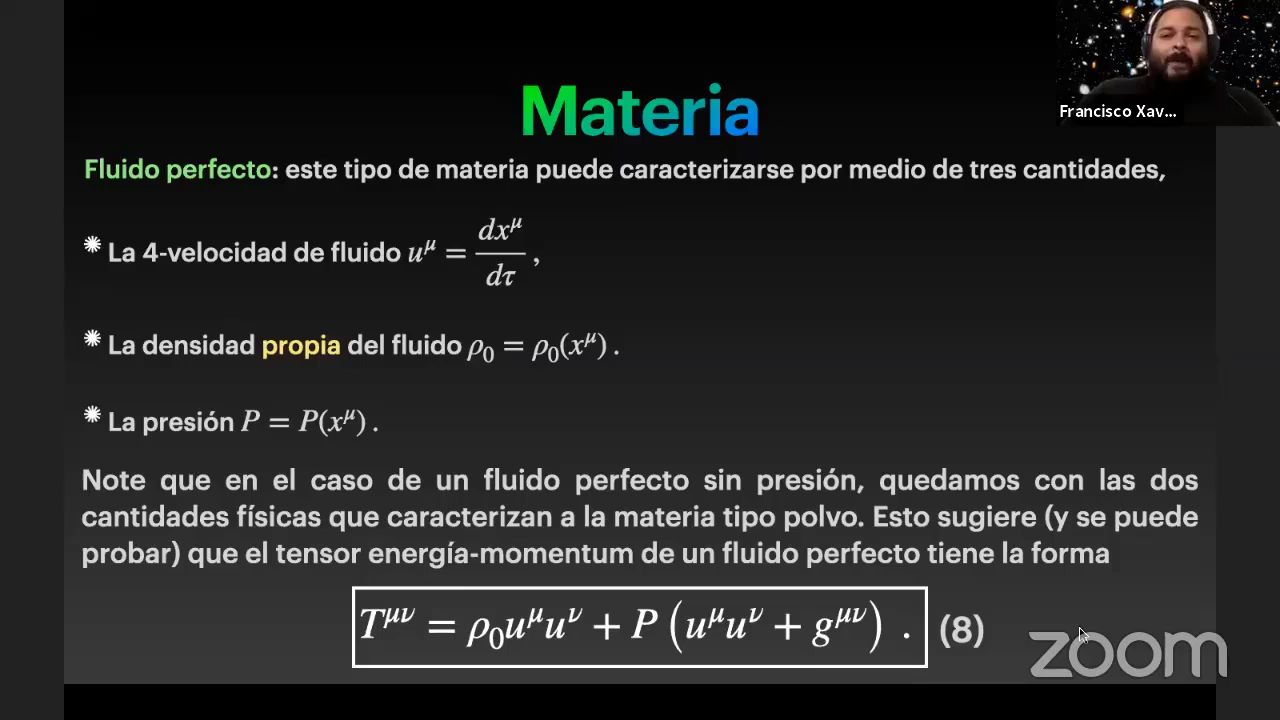 Francisco Xav...
Materia
Fluido perfecto: este tipo de materia puede caracterizarse por medio de tres cantidades,
* La 4-velocidad de fluido u^μ = dx^μ/dτ ,
* La densidad propia del fluido ρ₀ = ρ₀(x^μ) .
* La presión P = P(x^μ) .
Note que en el caso de un fluido perfecto sin presión, quedamos con las dos
cantidades físicas que caracterizan a la materia tipo polvo. Esto sugiere (y se puede
probar) que el tensor energía-momentum de un fluido perfecto tiene la forma
T^μν = ρ₀u^μu^ν + P (u^μu^ν + g^μν) . (8)
zoom